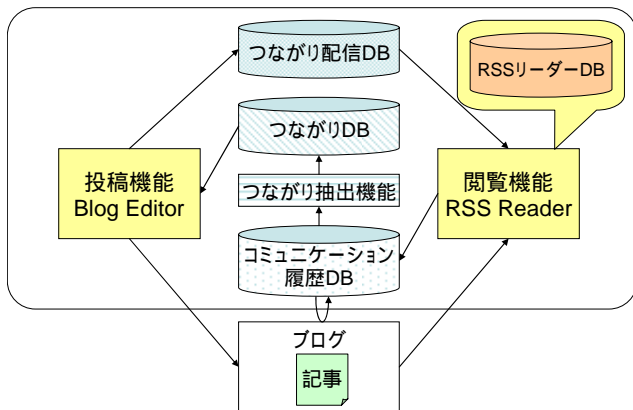 つながり配信DB
RSSリーダーDB
つながりDB
投稿機能
Blog Editor
つながり抽出機能
閲覧機能
RSS Reader
コミュニケーション
履歴DB
ブログ
記事